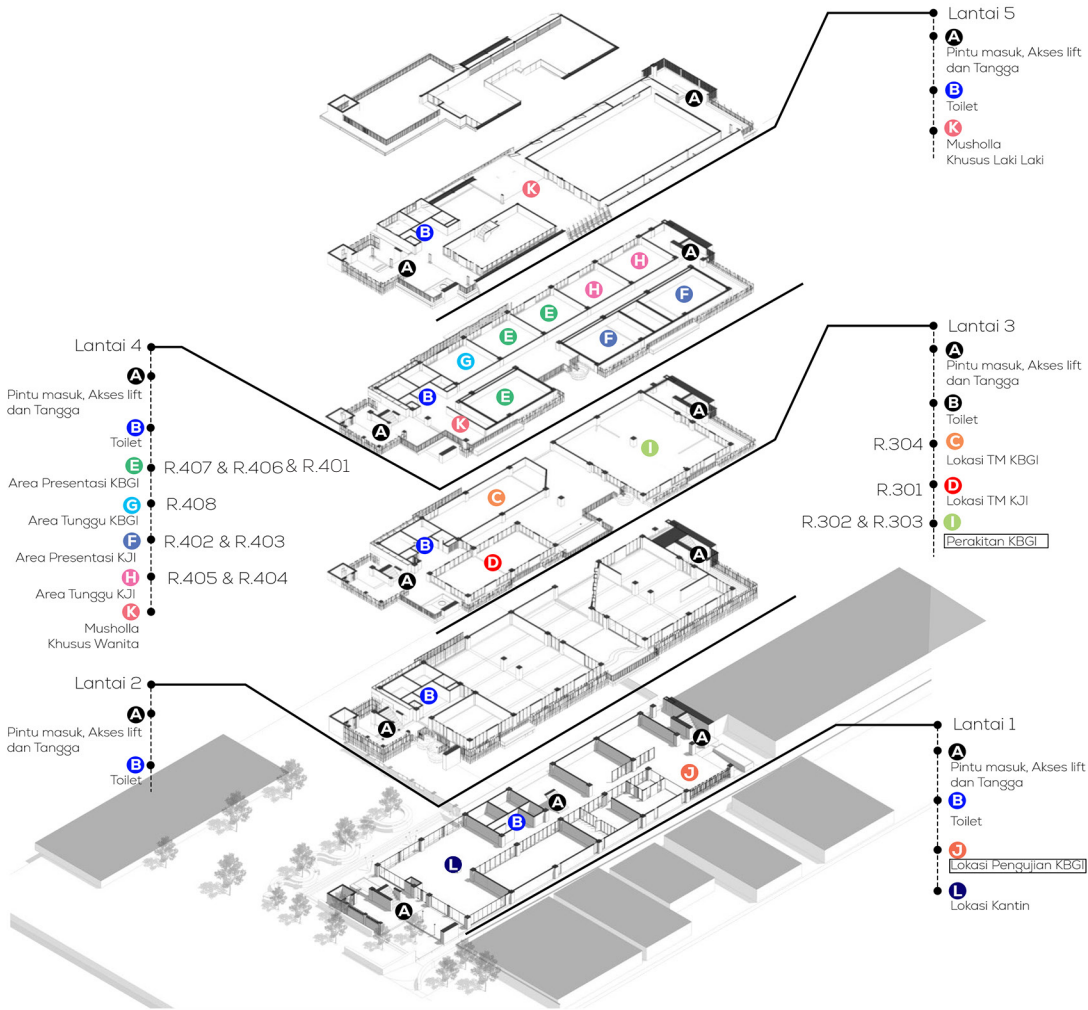 Lantai 5
A
Pintu masuk, Akses lift
dan Tangga
B
Toilet
K
Musholla
Khusus Laki Laki
A
K
B
A
A
H
H
F
E
E
F
G
B
E
K
A
Lantai 4
A
Pintu masuk, Akses lift
dan Tangga
B
Toilet
E R.407 & R.406 & R.401
Area Presentasi KBGI
G R.408
Area Tunggu KBGI
F R.402 & R.403
Area Presentasi KJI
H R.405 & R.404
Area Tunggu KJI
K
Musholla
Khusus Wanita
Lantai 3
A
Pintu masuk, Akses lift
dan Tangga
B
Toilet
R.304 C
Lokasi TM KBGI
R.301 D
Lokasi TM KJI
R.302 & R.303 I
Perakitan KBGI
A
I
C
B
D
A
Lantai 2
A
Pintu masuk, Akses lift
dan Tangga
B
Toilet
A
B
A
Lantai 1
A
Pintu masuk, Akses lift
dan Tangga
B
Toilet
J
Lokasi Pengujian KBGI
L
Lokasi Kantin
A
J
A
B
L
A